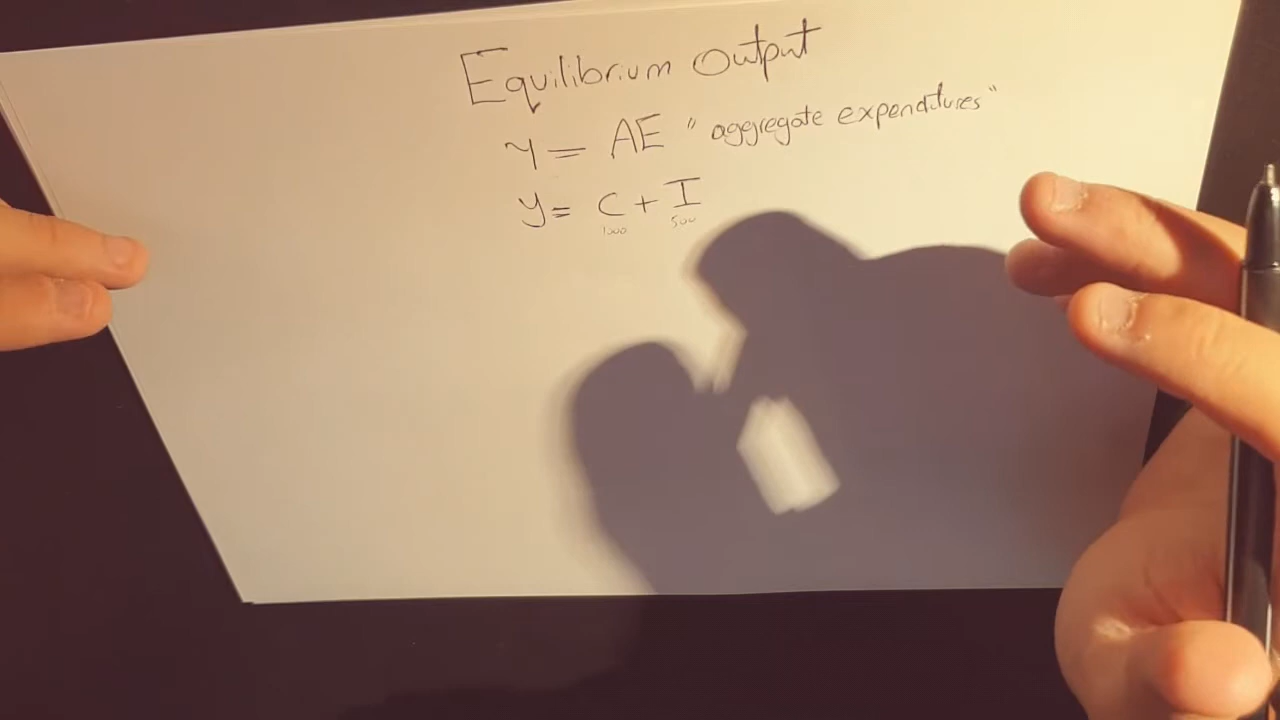 Equilibrium Output
Y = AE "aggregate expenditures"
Y = C + I
1000 500